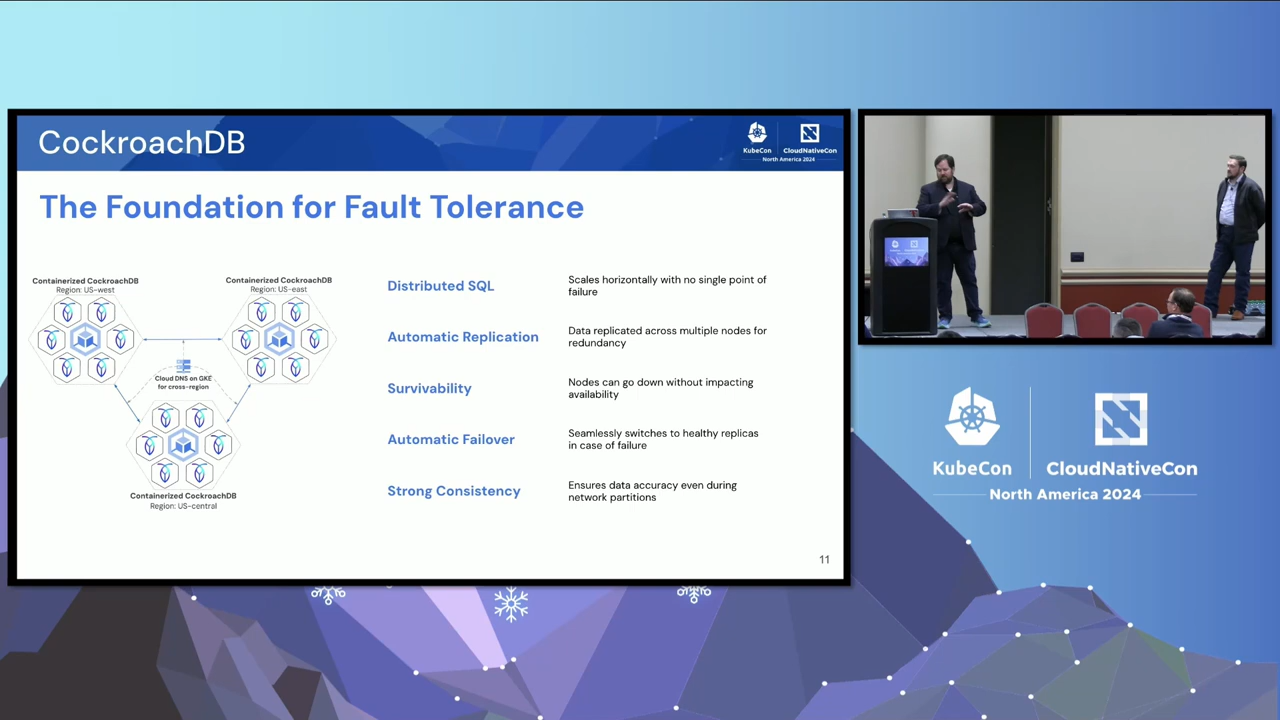 CockroachDB
KubeCon
CloudNativeCon
North America 2024
The Foundation for Fault Tolerance
Containerized CockroachDB
Region: US-west
Containerized CockroachDB
Region: US-east
Cloud DNS on GKE
for cross-region
Containerized CockroachDB
Region: US-central
Distributed SQL
Scales horizontally with no single point of
failure
Automatic Replication
Data replicated across multiple nodes for
redundancy
Survivability
Nodes can go down without impacting
availability
Automatic Failover
Seamlessly switches to healthy replicas
in case of failure
Strong Consistency
Ensures data accuracy even during
network partitions
11
KubeCon
CloudNativeCon
North America 2024